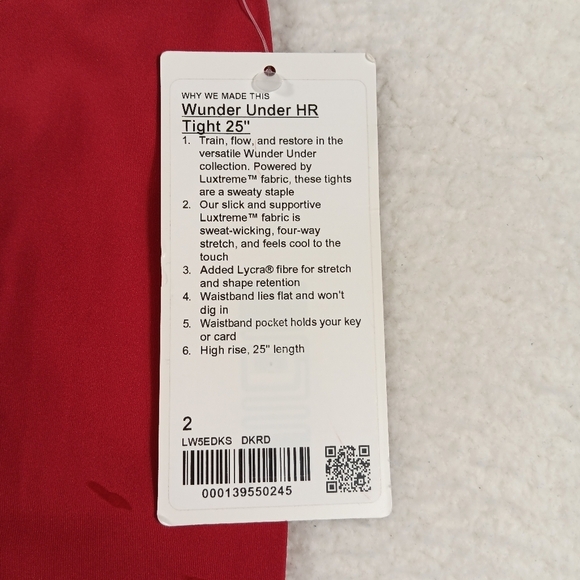 WHY WE MADE THIS
Wunder Under HR
Tight 25"
1. Train, flow, and restore in the
versatile Wunder Under
collection. Powered by
Luxtreme™ fabric, these tights
are a sweaty staple
2. Our slick and supportive
Luxtreme™ fabric is
sweat-wicking, four-way
stretch, and feels cool to the
touch
3. Added Lycra® fibre for stretch
and shape retention
4. Waistband lies flat and won't
dig in
5. Waistband pocket holds your key
or card
6. High rise, 25" length
2
LW5EDKS DKRD
000139550245